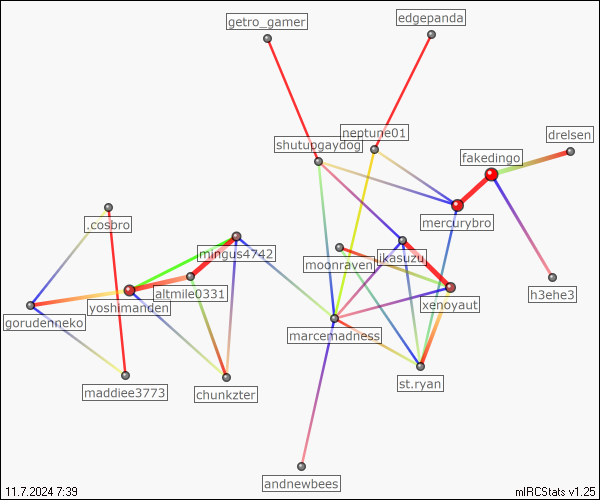 getro_gamer
edgepanda
neptune01
drelsen
shutupgaydog
fakedingo
.cosbro
mercurybro
mingus4742
jikasuzu
moonraven
altmile0331
h3ehe3
yoshimanden
xenoyaut
gorudenneko
marcemadness
st.ryan
maddiee3773
chunkzter
andnewbees
11.7.2024 7:39
mIRCStats v1.25